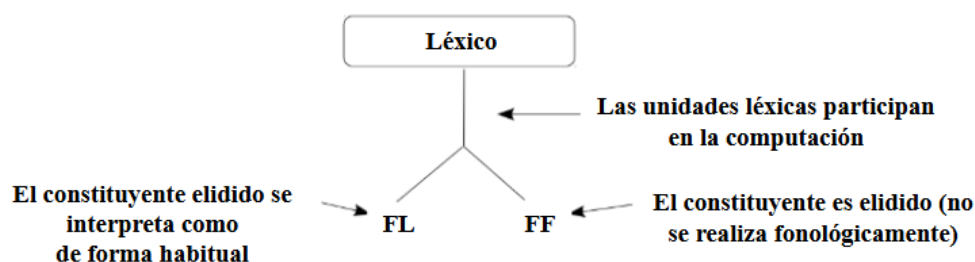 Léxico
Las unidades léxicas participan
en la computación
El constituyente elidido se
interpreta como
de forma habitual
FL
FF
El constituyente es elidido (no
se realiza fonológicamente)